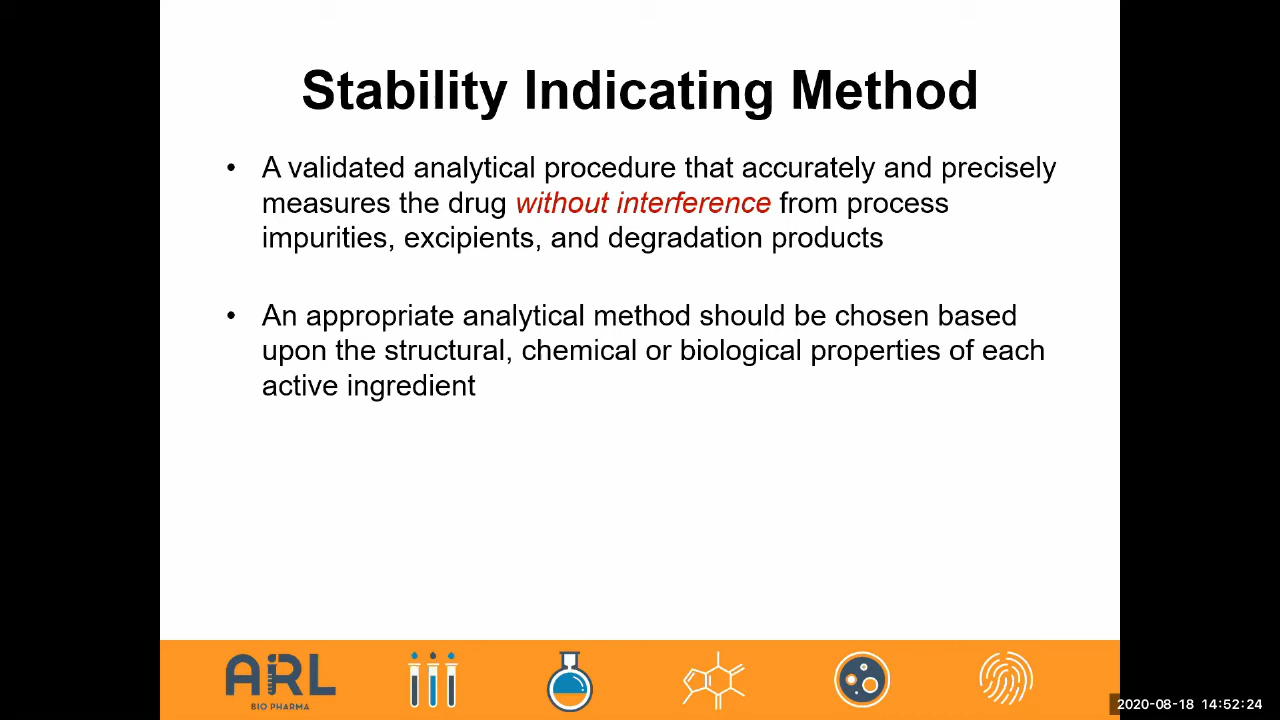 Stability Indicating Method
• A validated analytical procedure that accurately and precisely
measures the drug without interference from process
impurities, excipients, and degradation products
• An appropriate analytical method should be chosen based
upon the structural, chemical or biological properties of each
active ingredient
ARL
BIO PHARMA
2020-08-18 14:52:24